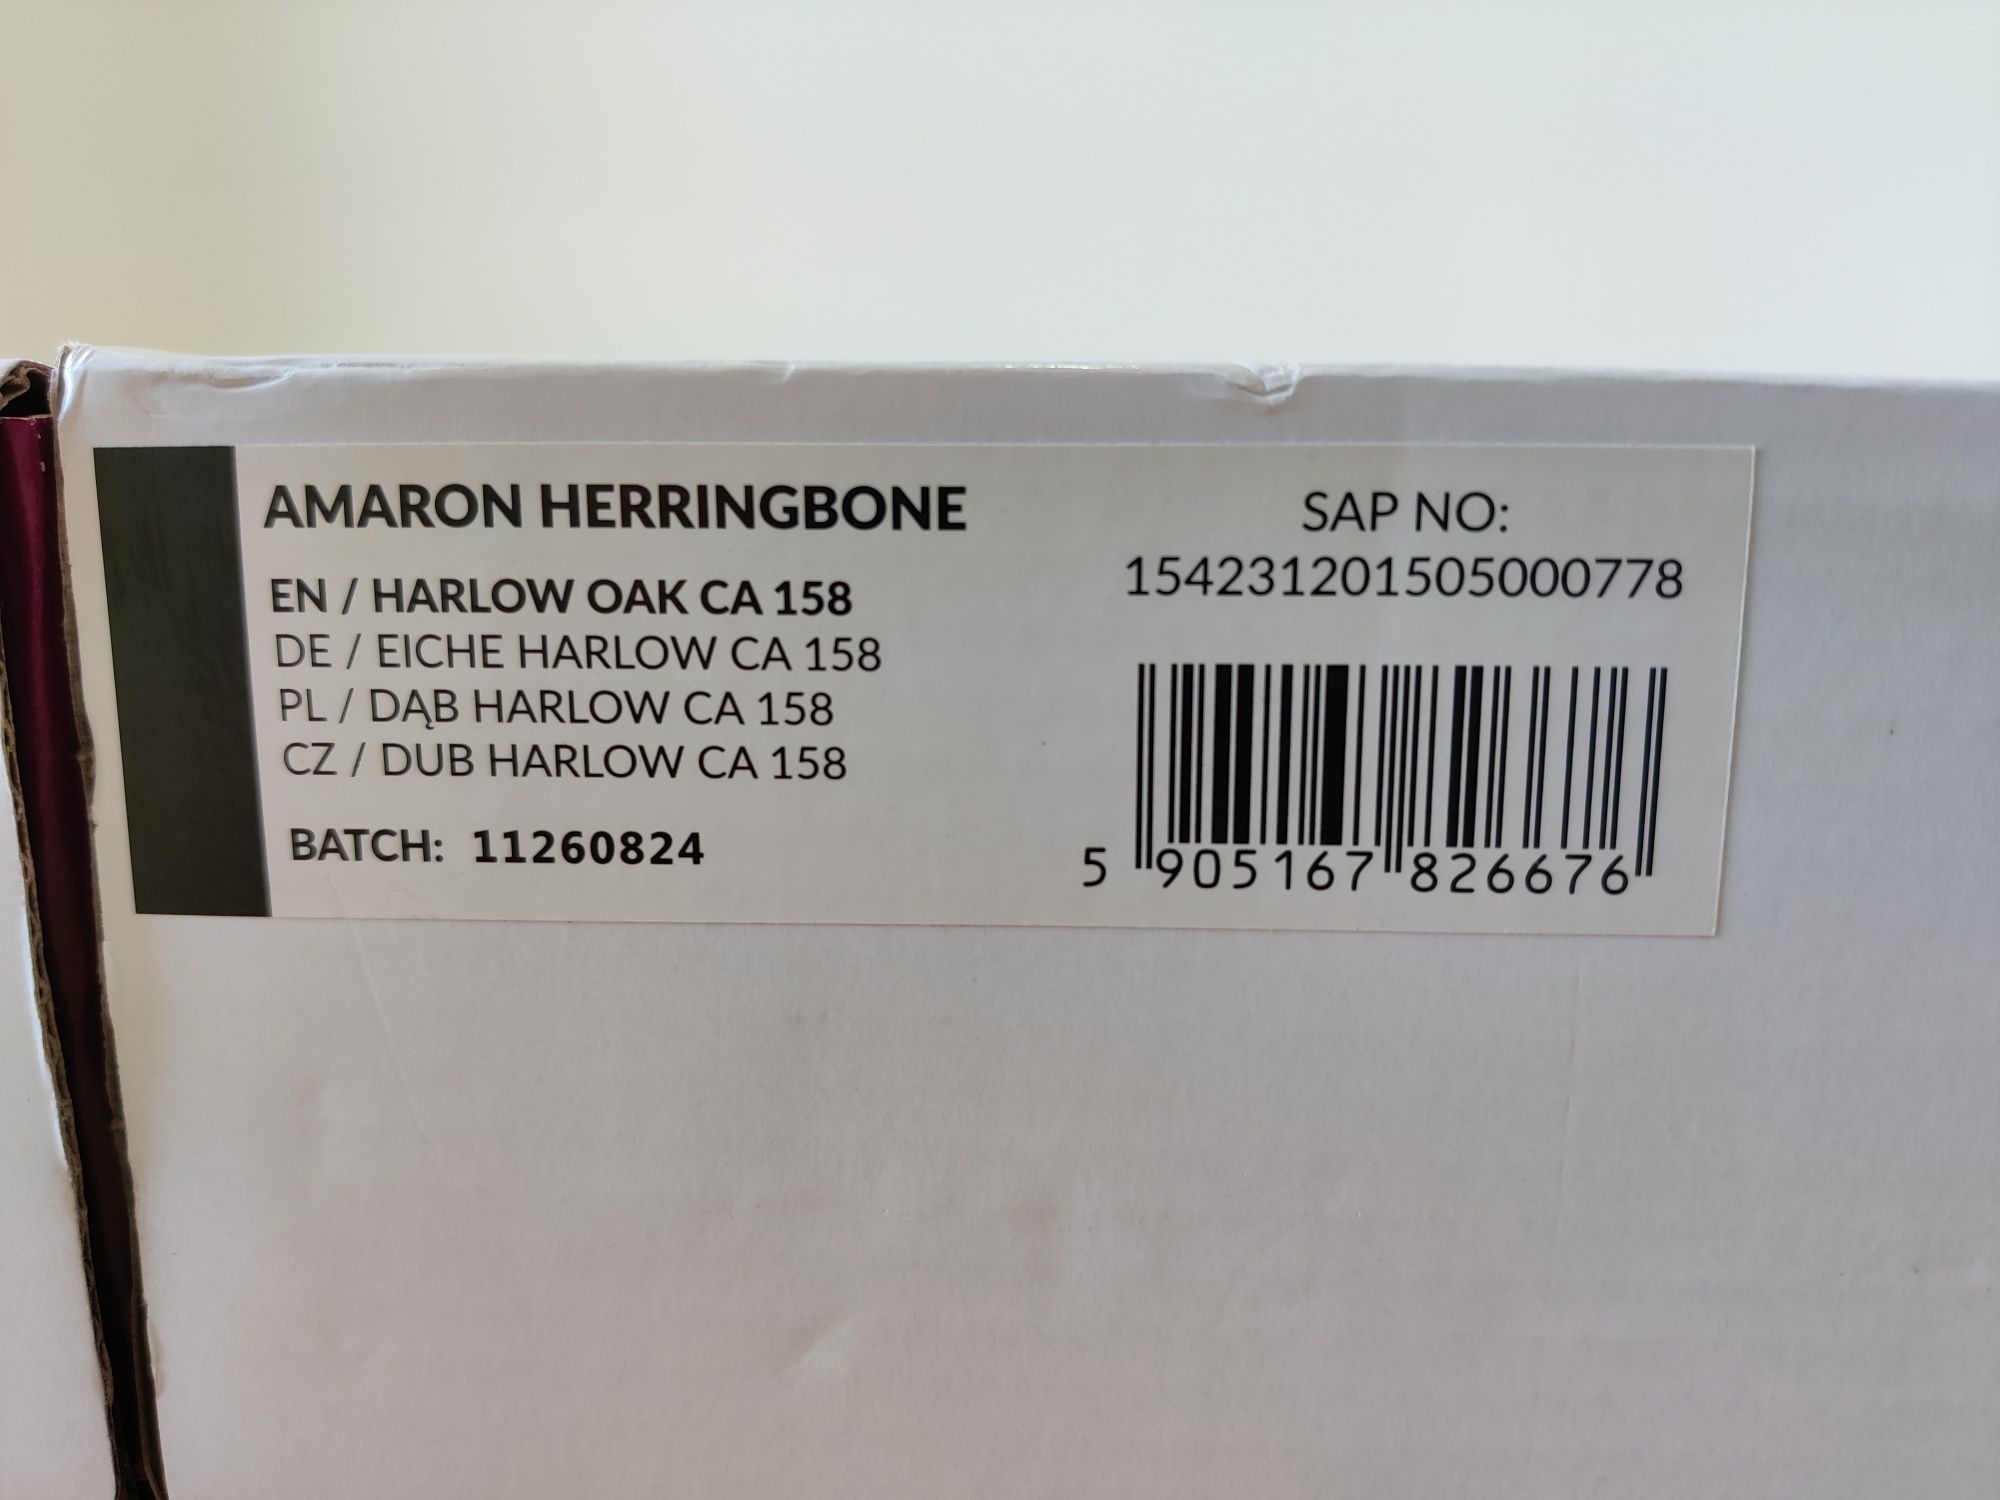 AMARON HERRINGBONE
EN / HARLOW OAK CA 158
DE / EICHE HARLOW CA 158
PL / DĄB HARLOW CA 158
CZ / DUB HARLOW CA 158
BATCH: 11260824
SAP NO:
154231201505000778
5 905167 826676